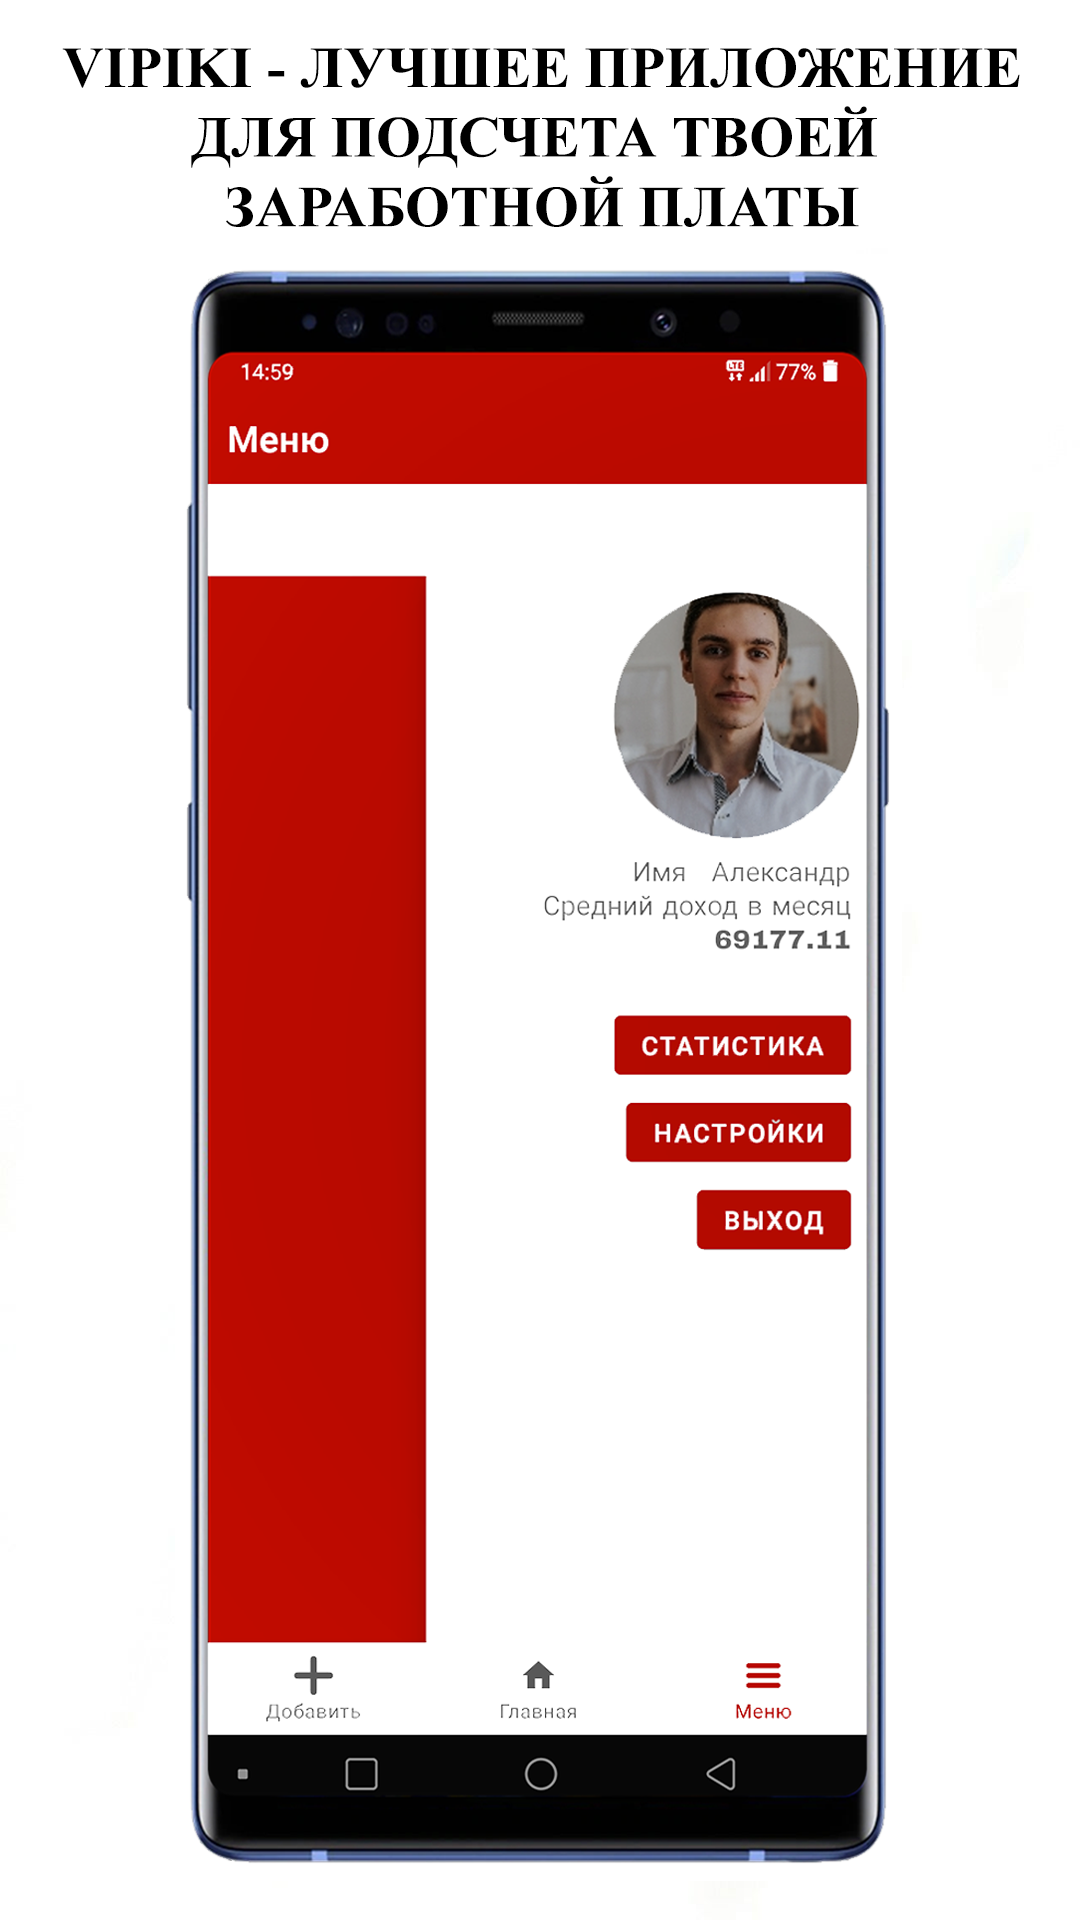 VIPIKI - ЛУЧШЕЕ ПРИЛОЖЕНИЕ
ДЛЯ ПОДСЧЕТА ТВОЕЙ
ЗАРАБОТНОЙ ПЛАТЫ
14:59
LTE 77%
Меню
Имя Александр
Средний доход в месяц
69177.11
СТАТИСТИКА
НАСТРОЙКИ
ВЫХОД
Добавить Главная Меню